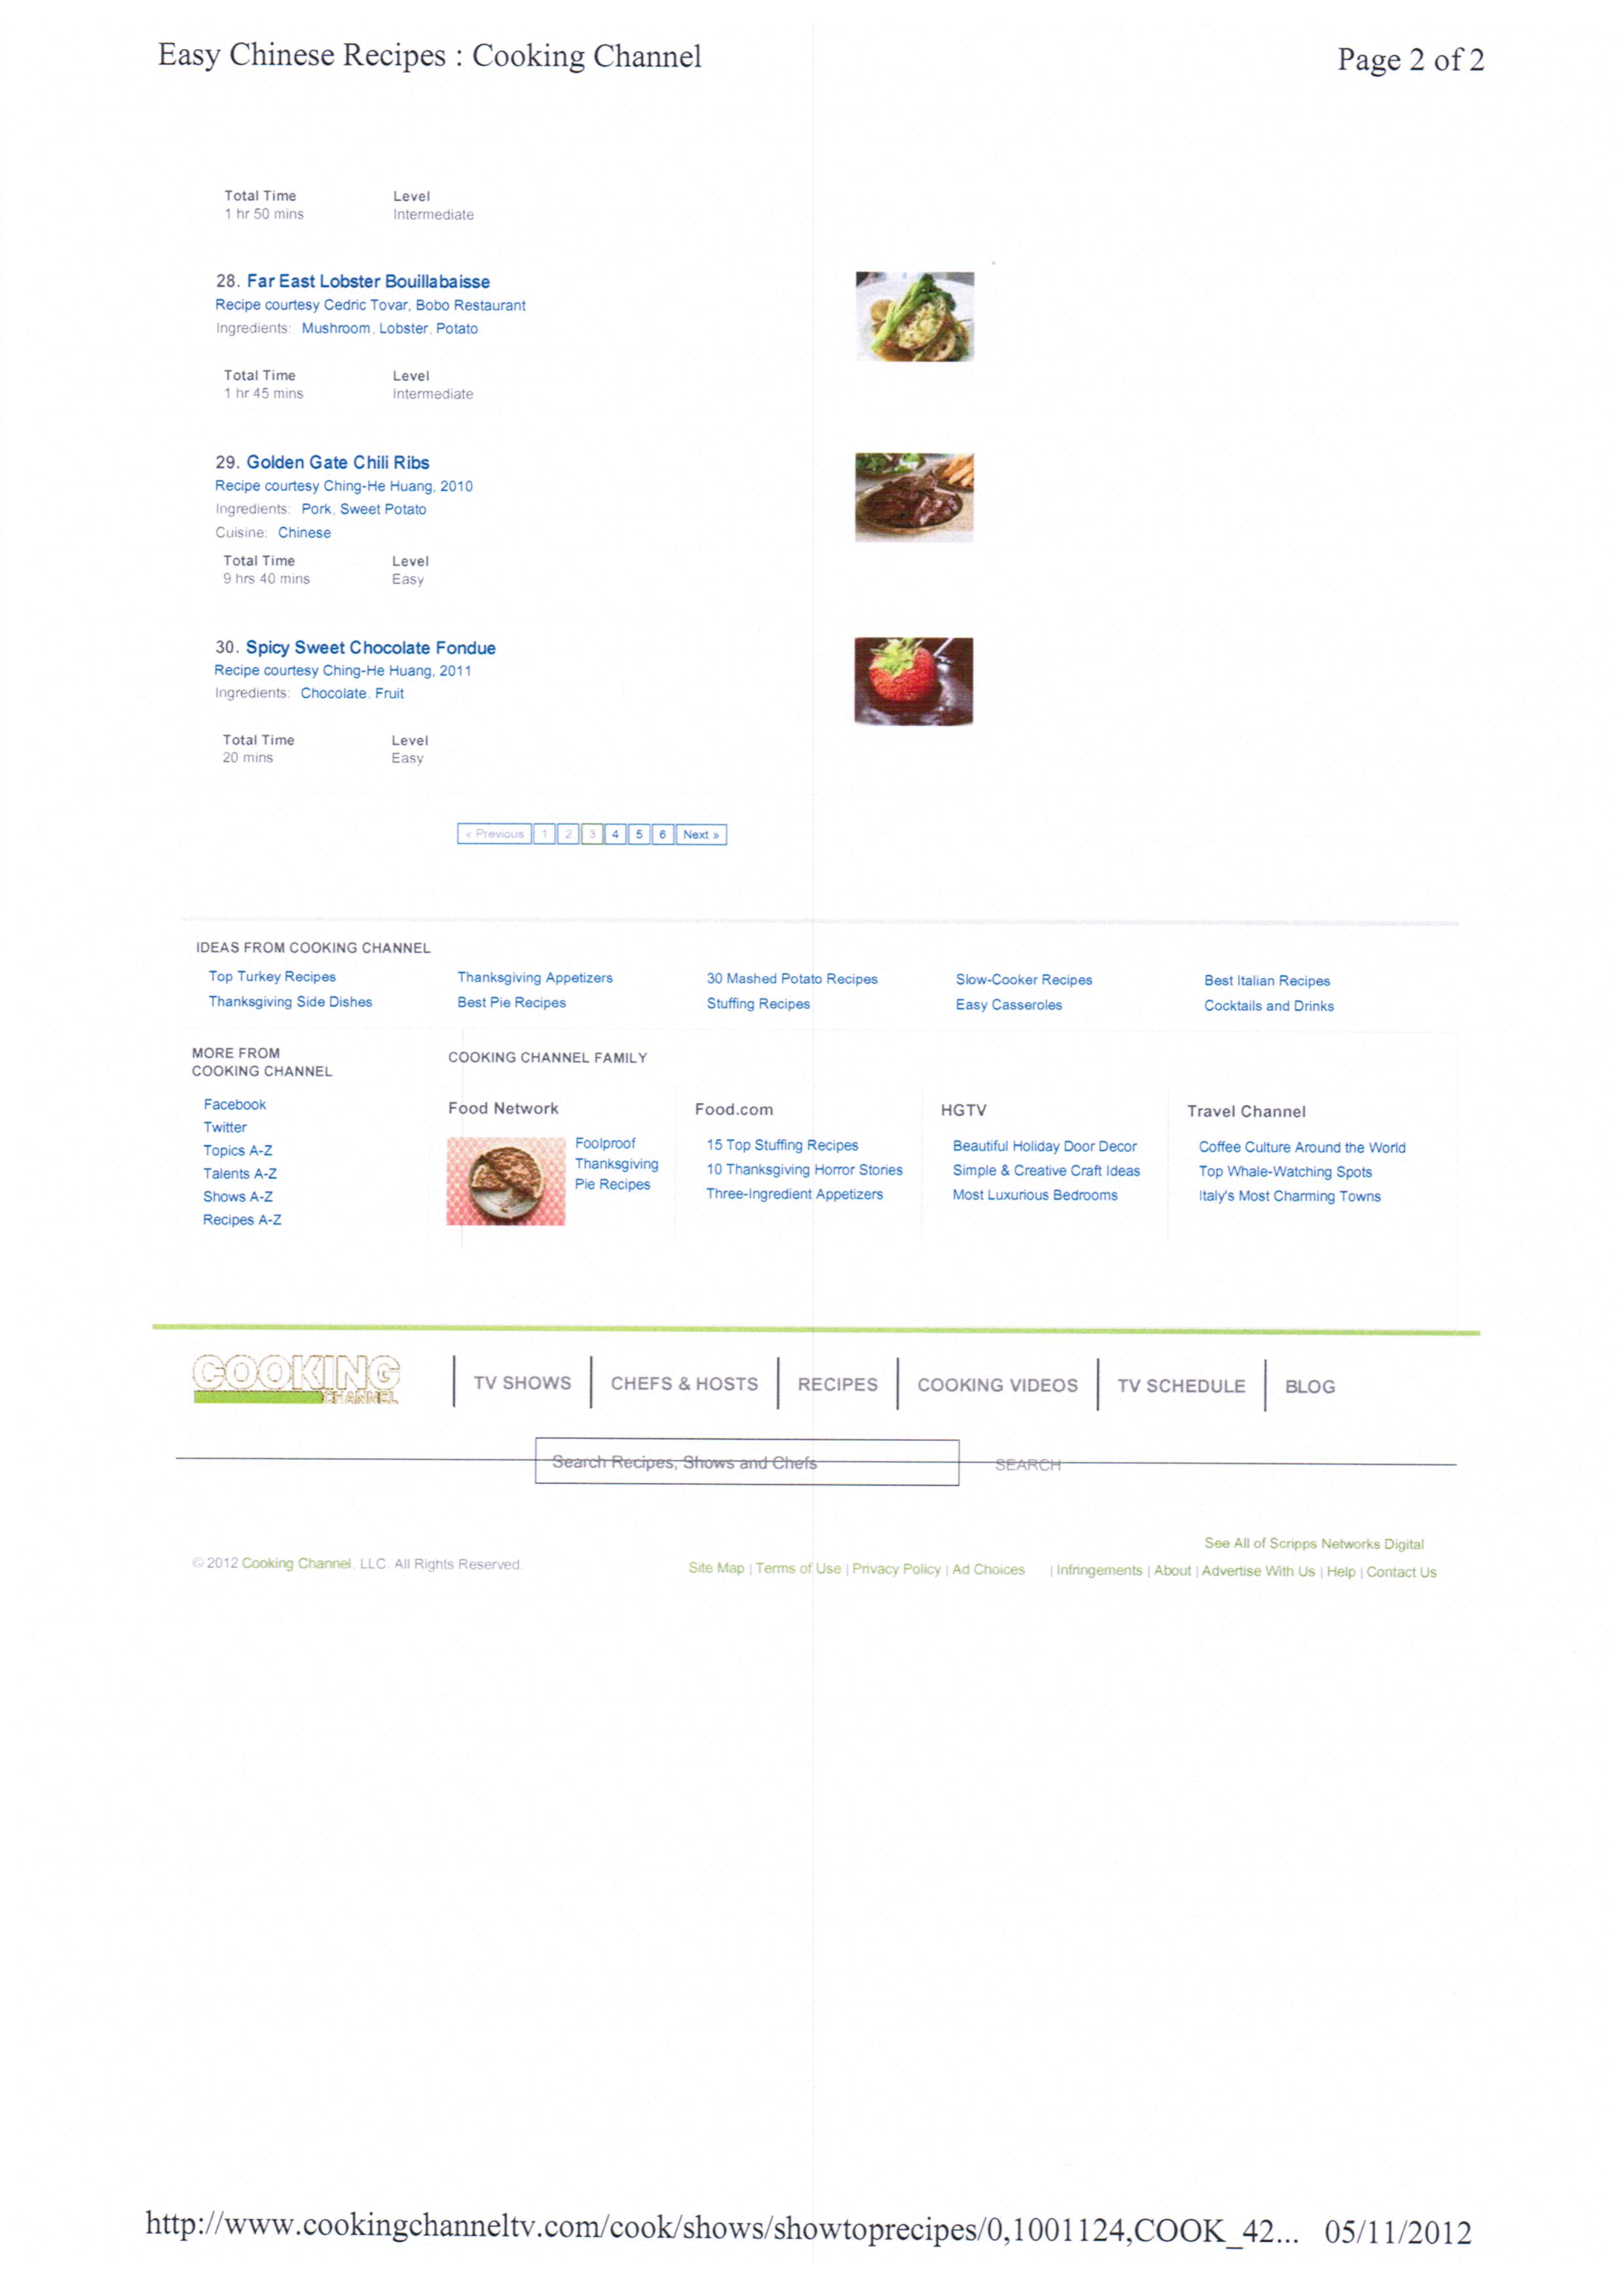 Easy Chinese Recipes : Cooking Channel Page 2 of 2
Total Time Level
1 hr 50 mins Intermediate
28. Far East Lobster Bouillabaisse
Recipe courtesy Cedric Tovar, Bobo Restaurant
Ingredients: Mushroom, Lobster, Potato
Total Time Level
1 hr 45 mins Intermediate
29. Golden Gate Chili Ribs
Recipe courtesy Ching-He Huang, 2010
Ingredients: Pork, Sweet Potato
Cuisine: Chinese
Total Time Level
9 hrs 40 mins Easy
30. Spicy Sweet Chocolate Fondue
Recipe courtesy Ching-He Huang, 2011
Ingredients: Chocolate, Fruit
Total Time Level
20 mins Easy
« Previous 1 2 3 4 5 6 Next »
IDEAS FROM COOKING CHANNEL
Top Turkey Recipes Thanksgiving Appetizers 30 Mashed Potato Recipes Slow-Cooker Recipes Best Italian Recipes
Thanksgiving Side Dishes Best Pie Recipes Stuffing Recipes Easy Casseroles Cocktails and Drinks
MORE FROM
COOKING CHANNEL
Facebook
Twitter
Topics A-Z
Talents A-Z
Shows A-Z
Recipes A-Z
COOKING CHANNEL FAMILY
Food Network
Foolproof
Thanksgiving
Pie Recipes
Food.com
15 Top Stuffing Recipes
10 Thanksgiving Horror Stories
Three-Ingredient Appetizers
HGTV
Beautiful Holiday Door Decor
Simple & Creative Craft Ideas
Most Luxurious Bedrooms
Travel Channel
Coffee Culture Around the World
Top Whale-Watching Spots
Italy's Most Charming Towns
COOKING
CHANNEL
TV SHOWS CHEFS & HOSTS RECIPES COOKING VIDEOS TV SCHEDULE BLOG
Search Recipes, Shows and Chefs SEARCH
See All of Scripps Networks Digital
© 2012 Cooking Channel, LLC. All Rights Reserved. Site Map | Terms of Use | Privacy Policy | Ad Choices | Infringements | About | Advertise With Us | Help | Contact Us
http://www.cookingchanneltv.com/cook/shows/showtoprecipes/0,1001124,COOK_42... 05/11/2012